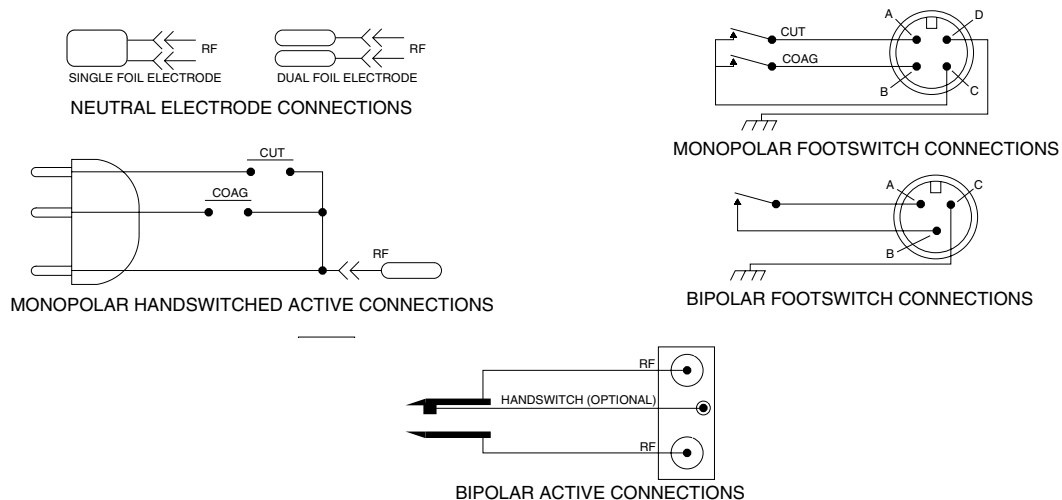 RF
RF
SINGLE FOIL ELECTRODE
DUAL FOIL ELECTRODE
NEUTRAL ELECTRODE CONNECTIONS
A
D
CUT
COAG
B
C
MONOPOLAR FOOTSWITCH CONNECTIONS
CUT
COAG
RF
MONOPOLAR HANDSWITCHED ACTIVE CONNECTIONS
A
C
B
BIPOLAR FOOTSWITCH CONNECTIONS
RF
HANDSWITCH (OPTIONAL)
RF
BIPOLAR ACTIVE CONNECTIONS